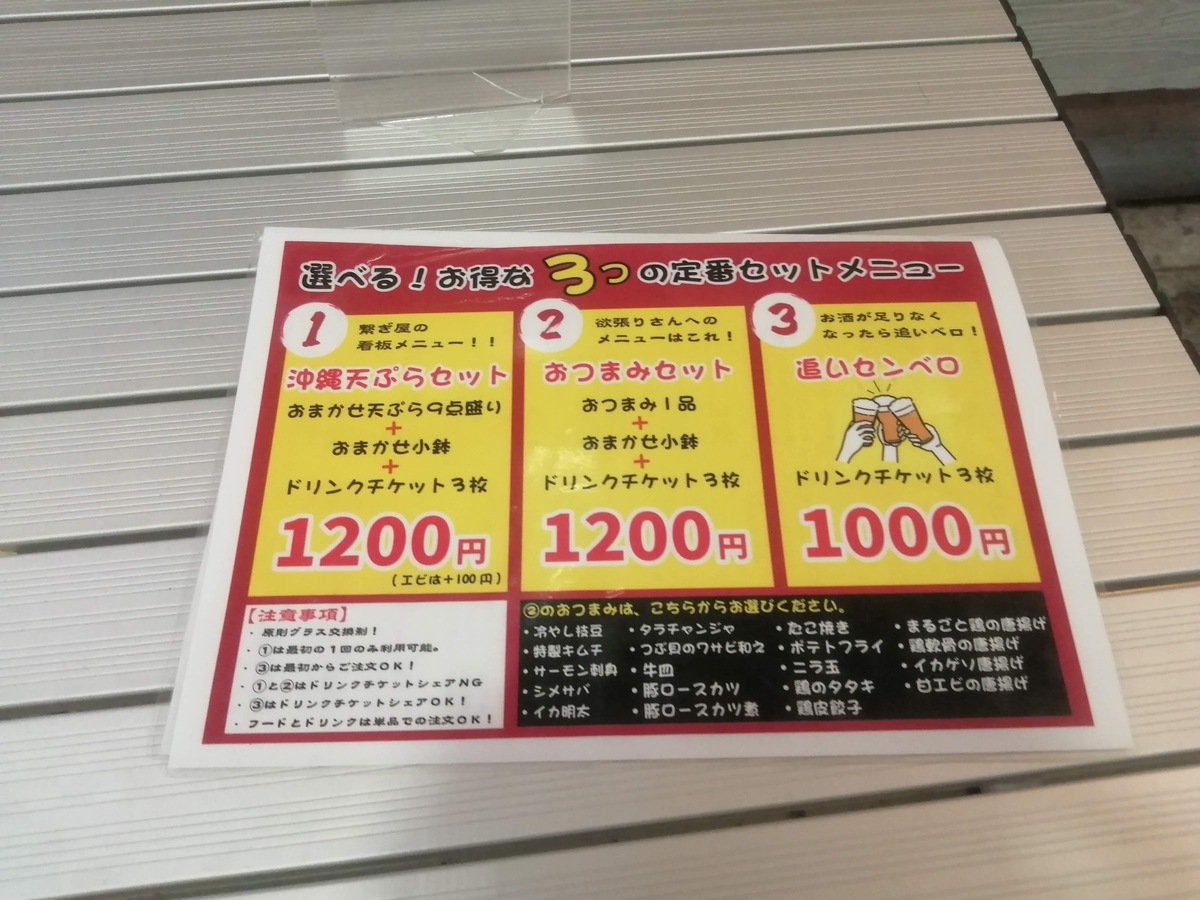 選べる！お得な3つの定番セットメニュー
1
繋ぎ屋の
看板メニュー！！
沖縄天ぷらセット
おまかせ天ぷら9点盛り
+
おまかせ小鉢
+
ドリンクチケット3枚
1200円
(エビは+100円)
2
欲張りさんへの
メニューはこれ！
おつまみセット
おつまみ1品
+
おまかせ小鉢
+
ドリンクチケット3枚
1200円
3
お酒が足りなく
なったら追いベロ！
追いセンベロ
ドリンクチケット3枚
1000円
【注意事項】
・原則グラス交換制！
・①は最初の1回のみ利用可能。
・③は最初からご注文OK！
・①と②はドリンクチケットシェアNG
・③はドリンクチケットシェアOK！
・フードとドリンクは単品での注文OK！
②のおつまみは、こちらからお選びください。
・冷やし枝豆
・特製キムチ
・サーモン刺身
・シメサバ
・イカ明太
・タラチャンジャ
・つぶ貝のワサビ和え
・牛皿
・豚ロースカツ
・豚ロースカツ煮
・たこ焼き
・ポテトフライ
・ニラ玉
・鶏のタタキ
・鶏皮餃子
・まるごと鶏の唐揚げ
・鶏軟骨の唐揚げ
・イカゲソ唐揚げ
・甘エビの唐揚げ